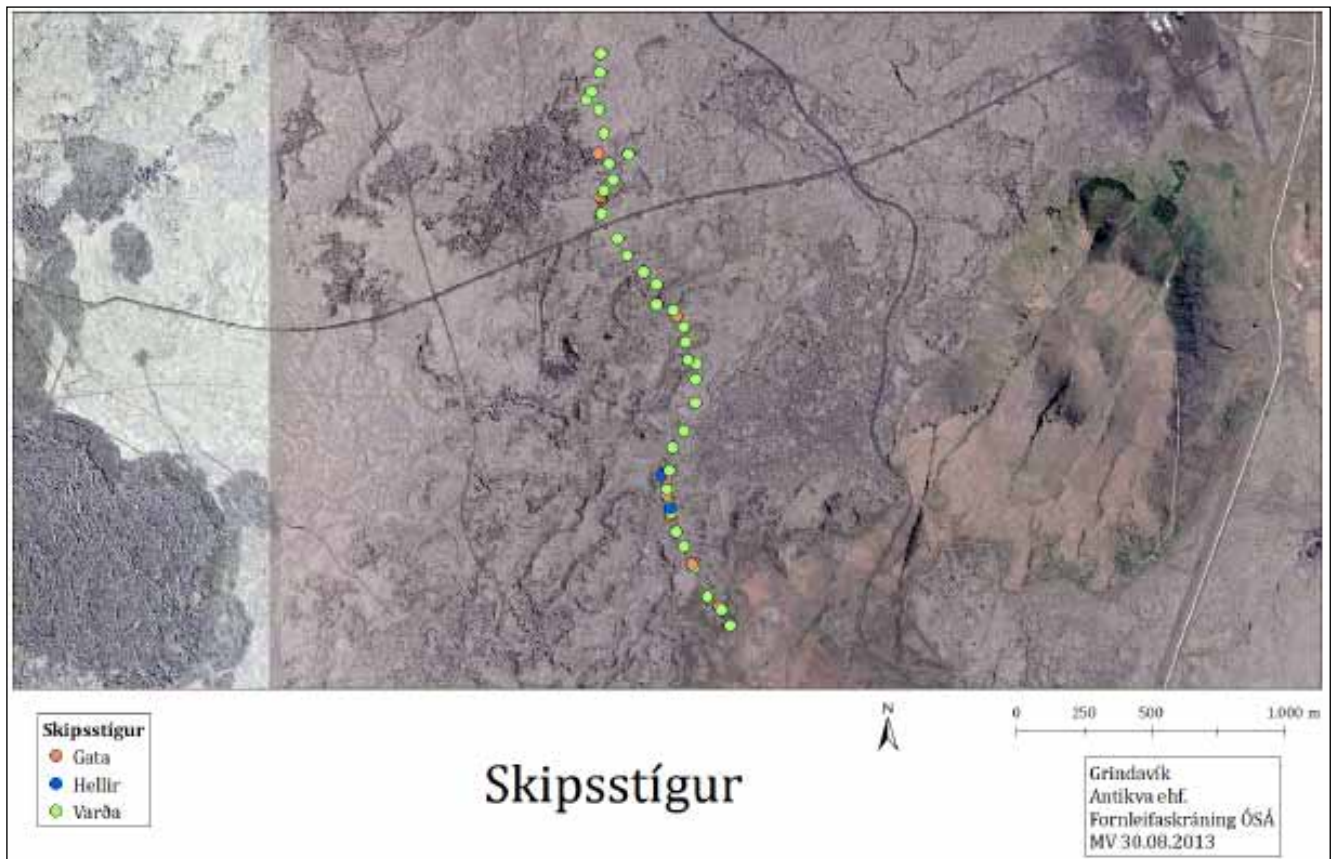 Skipsstígur
Gata
Hellir
Varða
Skipsstígur
N
0 250 500 1.000 m
Grindavík
Antikva ehf.
Fornleifaskráning ÓSÁ
MV 30.08.2013